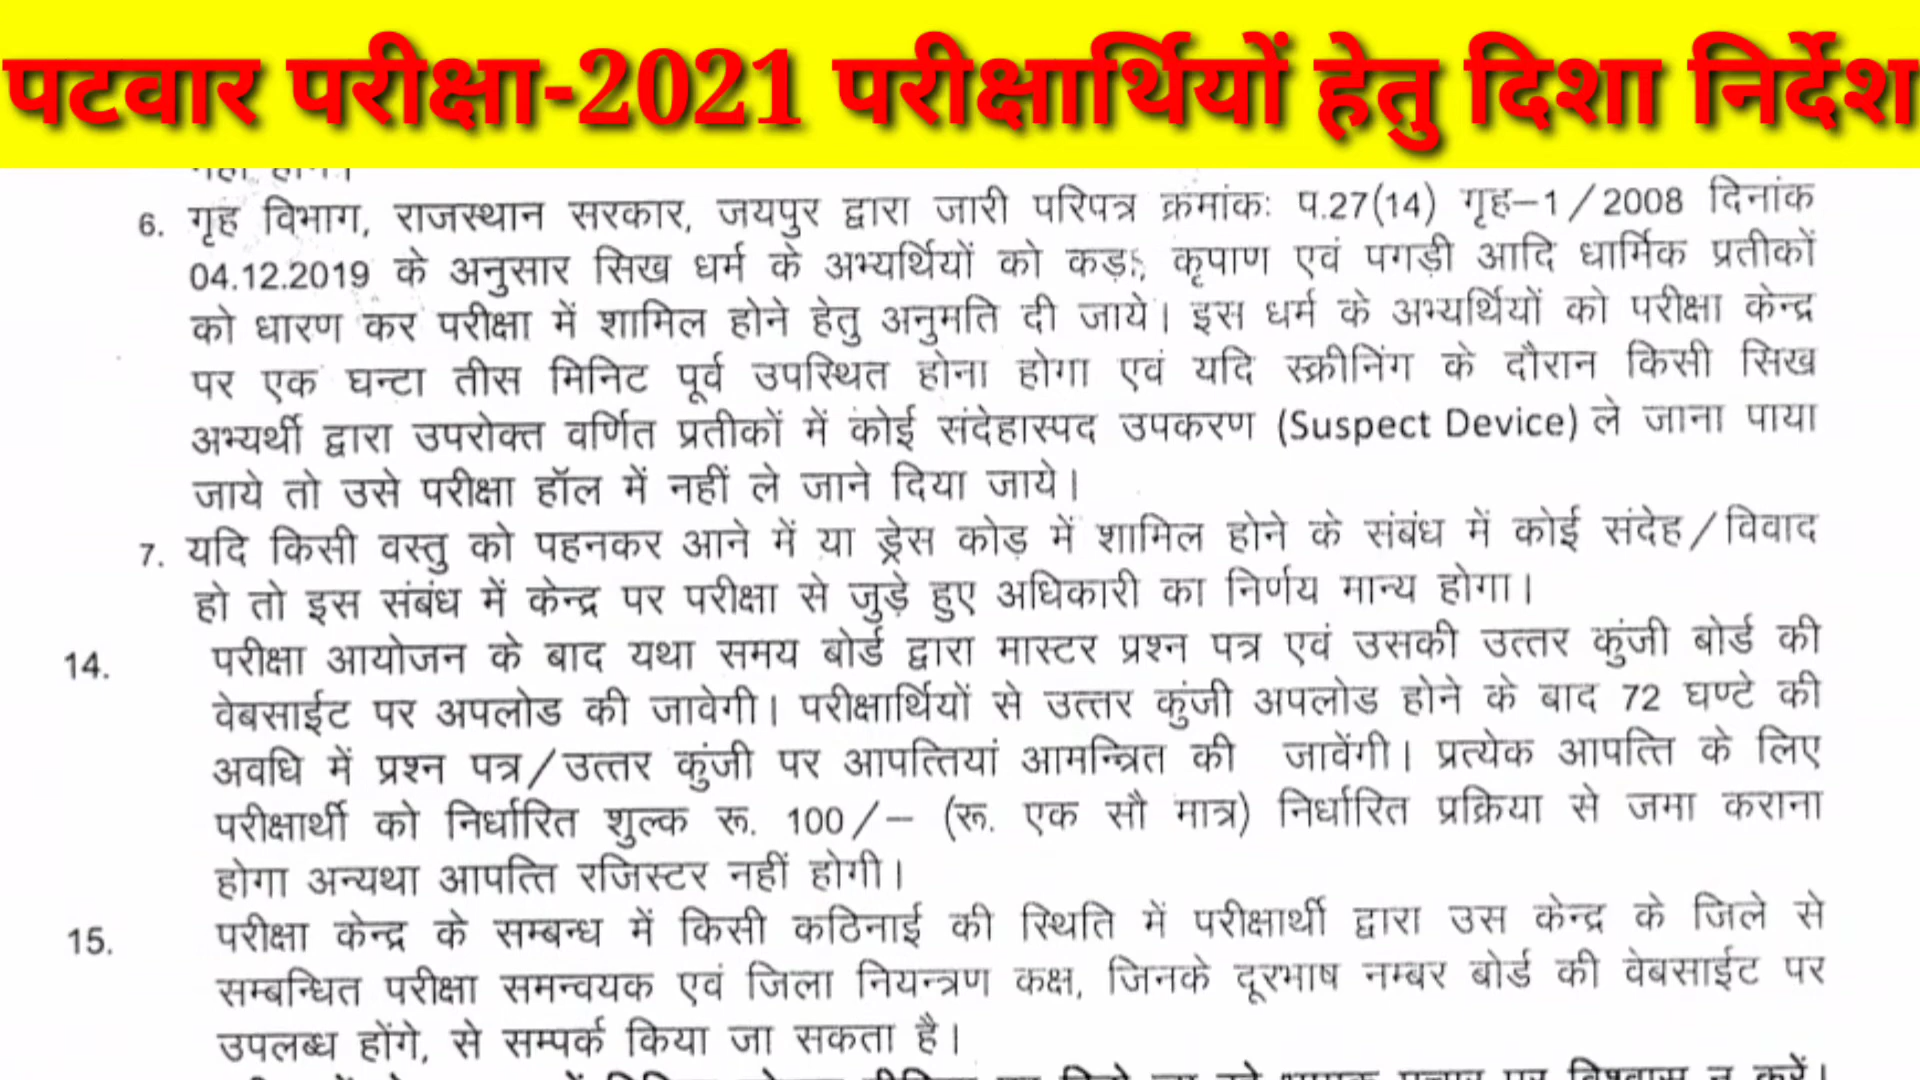 पटवार परीक्षा-2021 परीक्षार्थियों हेतु दिशा निर्देश
6. गृह विभाग, राजस्थान सरकार, जयपुर द्वारा जारी परिपत्र क्रमांकः प.27(14) गृह–1/2008 दिनांक
04.12.2019 के अनुसार सिख धर्म के अभ्यर्थियों को कड़ा, कृपाण एवं पगड़ी आदि धार्मिक प्रतीकों
को धारण कर परीक्षा में शामिल होने हेतु अनुमति दी जाये। इस धर्म के अभ्यर्थियों को परीक्षा केन्द्र
पर एक घन्टा तीस मिनिट पूर्व उपस्थित होना होगा एवं यदि स्क्रीनिंग के दौरान किसी सिख
अभ्यर्थी द्वारा उपरोक्त वर्णित प्रतीकों में कोई संदेहास्पद उपकरण (Suspect Device) ले जाना पाया
जाये तो उसे परीक्षा हॉल में नहीं ले जाने दिया जाये।
7. यदि किसी वस्तु को पहनकर आने में या ड्रेस कोड़ में शामिल होने के संबंध में कोई संदेह/विवाद
हो तो इस संबंध में केन्द्र पर परीक्षा से जुड़े हुए अधिकारी का निर्णय मान्य होगा।
14. परीक्षा आयोजन के बाद यथा समय बोर्ड द्वारा मास्टर प्रश्न पत्र एवं उसकी उत्तर कुंजी बोर्ड की
वेबसाईट पर अपलोड की जावेगी। परीक्षार्थियों से उत्तर कुंजी अपलोड होने के बाद 72 घण्टे की
अवधि में प्रश्न पत्र/उत्तर कुंजी पर आपत्तियां आमन्त्रित की जावेंगी। प्रत्येक आपत्ति के लिए
परीक्षार्थी को निर्धारित शुल्क रू. 100/– (रू. एक सौ मात्र) निर्धारित प्रक्रिया से जमा कराना
होगा अन्यथा आपत्ति रजिस्टर नहीं होगी।
15. परीक्षा केन्द्र के सम्बन्ध में किसी कठिनाई की स्थिति में परीक्षार्थी द्वारा उस केन्द्र के जिले से
सम्बन्धित परीक्षा समन्वयक एवं जिला नियन्त्रण कक्ष, जिनके दूरभाष नम्बर बोर्ड की वेबसाईट पर
उपलब्ध होंगे, से सम्पर्क किया जा सकता है।